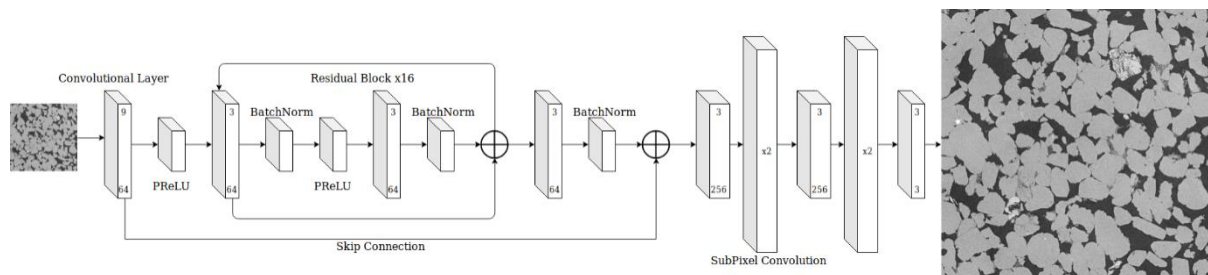 Convolutional Layer
Residual Block x16
9
64
PReLU
3
64
BatchNorm
PReLU
3
64
BatchNorm
3
64
BatchNorm
3
256
x2
3
256
x2
3
3
Skip Connection
SubPixel Convolution